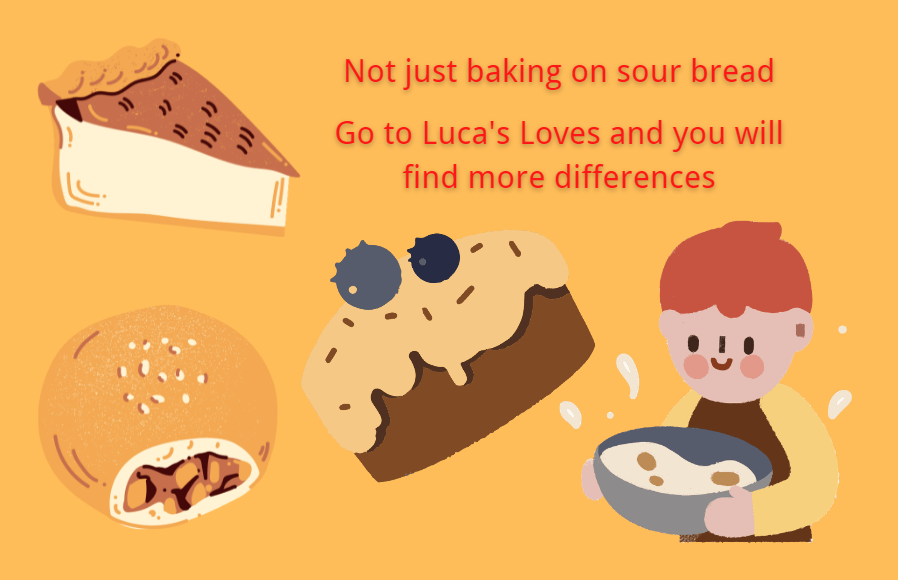 Not just baking on sour bread
Go to Luca's Loves and you will
find more differences